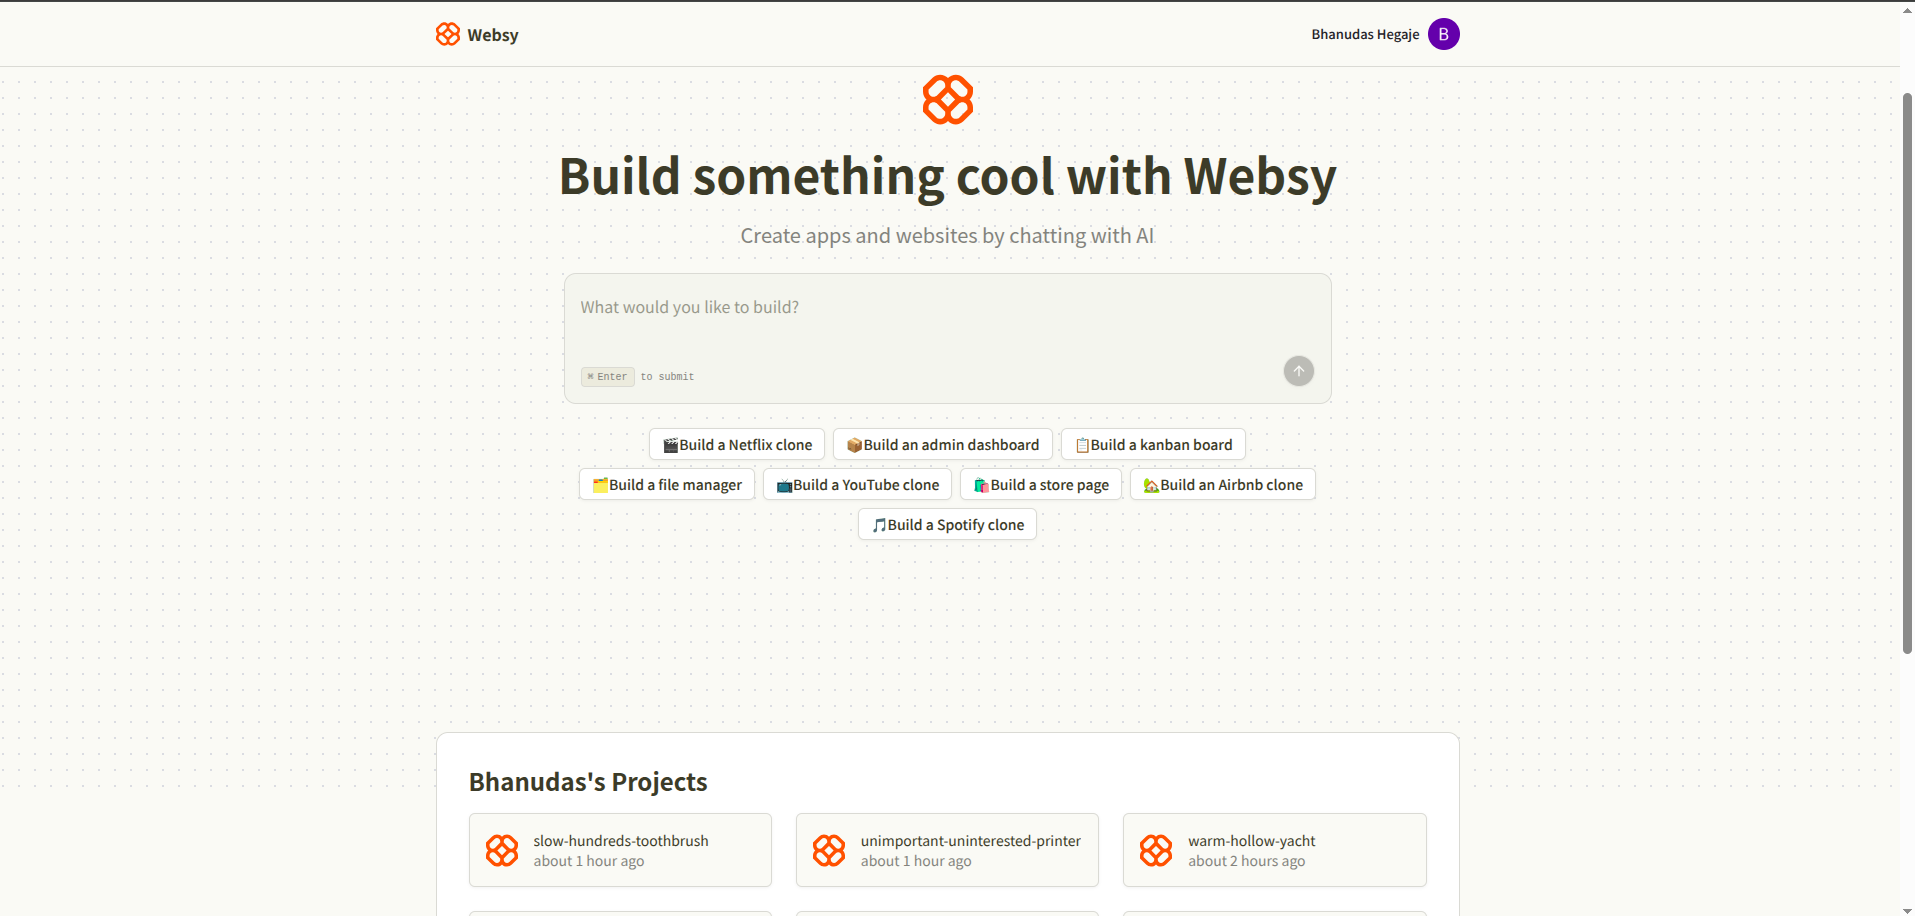 Websy
Bhanudas Hegaje B
Build something cool with Websy
Create apps and websites by chatting with AI
What would you like to build?
⌘ Enter to submit
🎬Build a Netflix clone 📦Build an admin dashboard 📋Build a kanban board
🗂️Build a file manager 📺Build a YouTube clone 🛍️Build a store page 🏡Build an Airbnb clone
🎵Build a Spotify clone
Bhanudas's Projects
slow-hundreds-toothbrush
about 1 hour ago
unimportant-uninterested-printer
about 1 hour ago
warm-hollow-yacht
about 2 hours ago